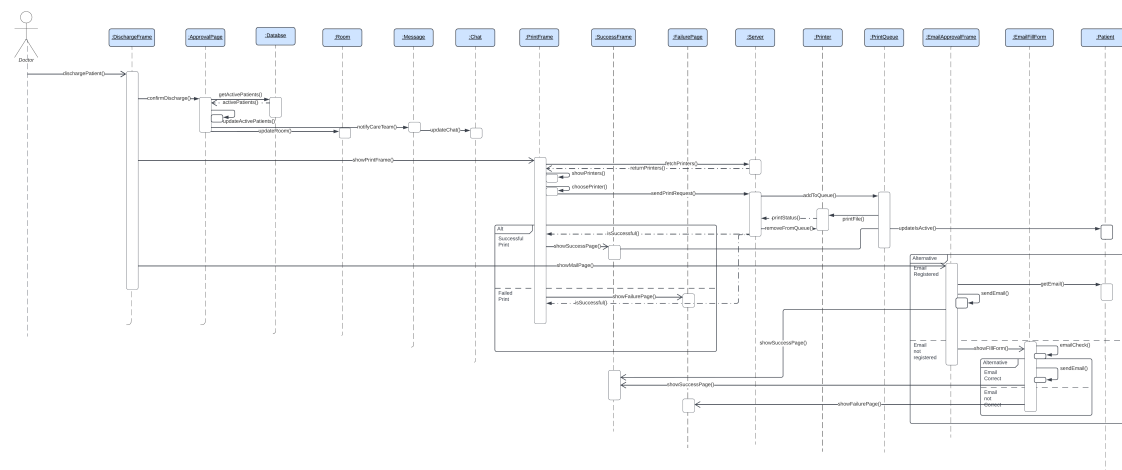 :DischargeFrame
:ApprovalPage
:Databse
:Room
:Message
:Chat
:PrintFrame
:SuccessFrame
:FailurePage
:Server
:Printer
:PrintQueue
:EmailApprovalFrame
:EmailFillForm
:Patient
Doctor
dischargePatient()
confirmDischarge()
getActivePatients()
activePatients()
updateActivePatients()
updateRoom()
notifyCareTeam()
updateChat()
showPrintFrame()
fetchPrinters()
returnPrinters()
showPrinters()
choosePrinter()
sendPrintRequest()
addToQueue()
printStatus()
printFile()
Alt
Successful
Print
isSuccessful()
removeFromQueue()
updateIsActive()
showSuccessPage()
showMailPage()
Alternative
Email
Registered
getEmail()
sendEmail()
Failed
Print
showFailurePage()
isSuccessful()
showSuccessPage()
Email
not
registered
showFillForm()
emailCheck()
Alternative
Email
Correct
sendEmail()
showSuccessPage()
Email
not
Correct
showFailurePage()